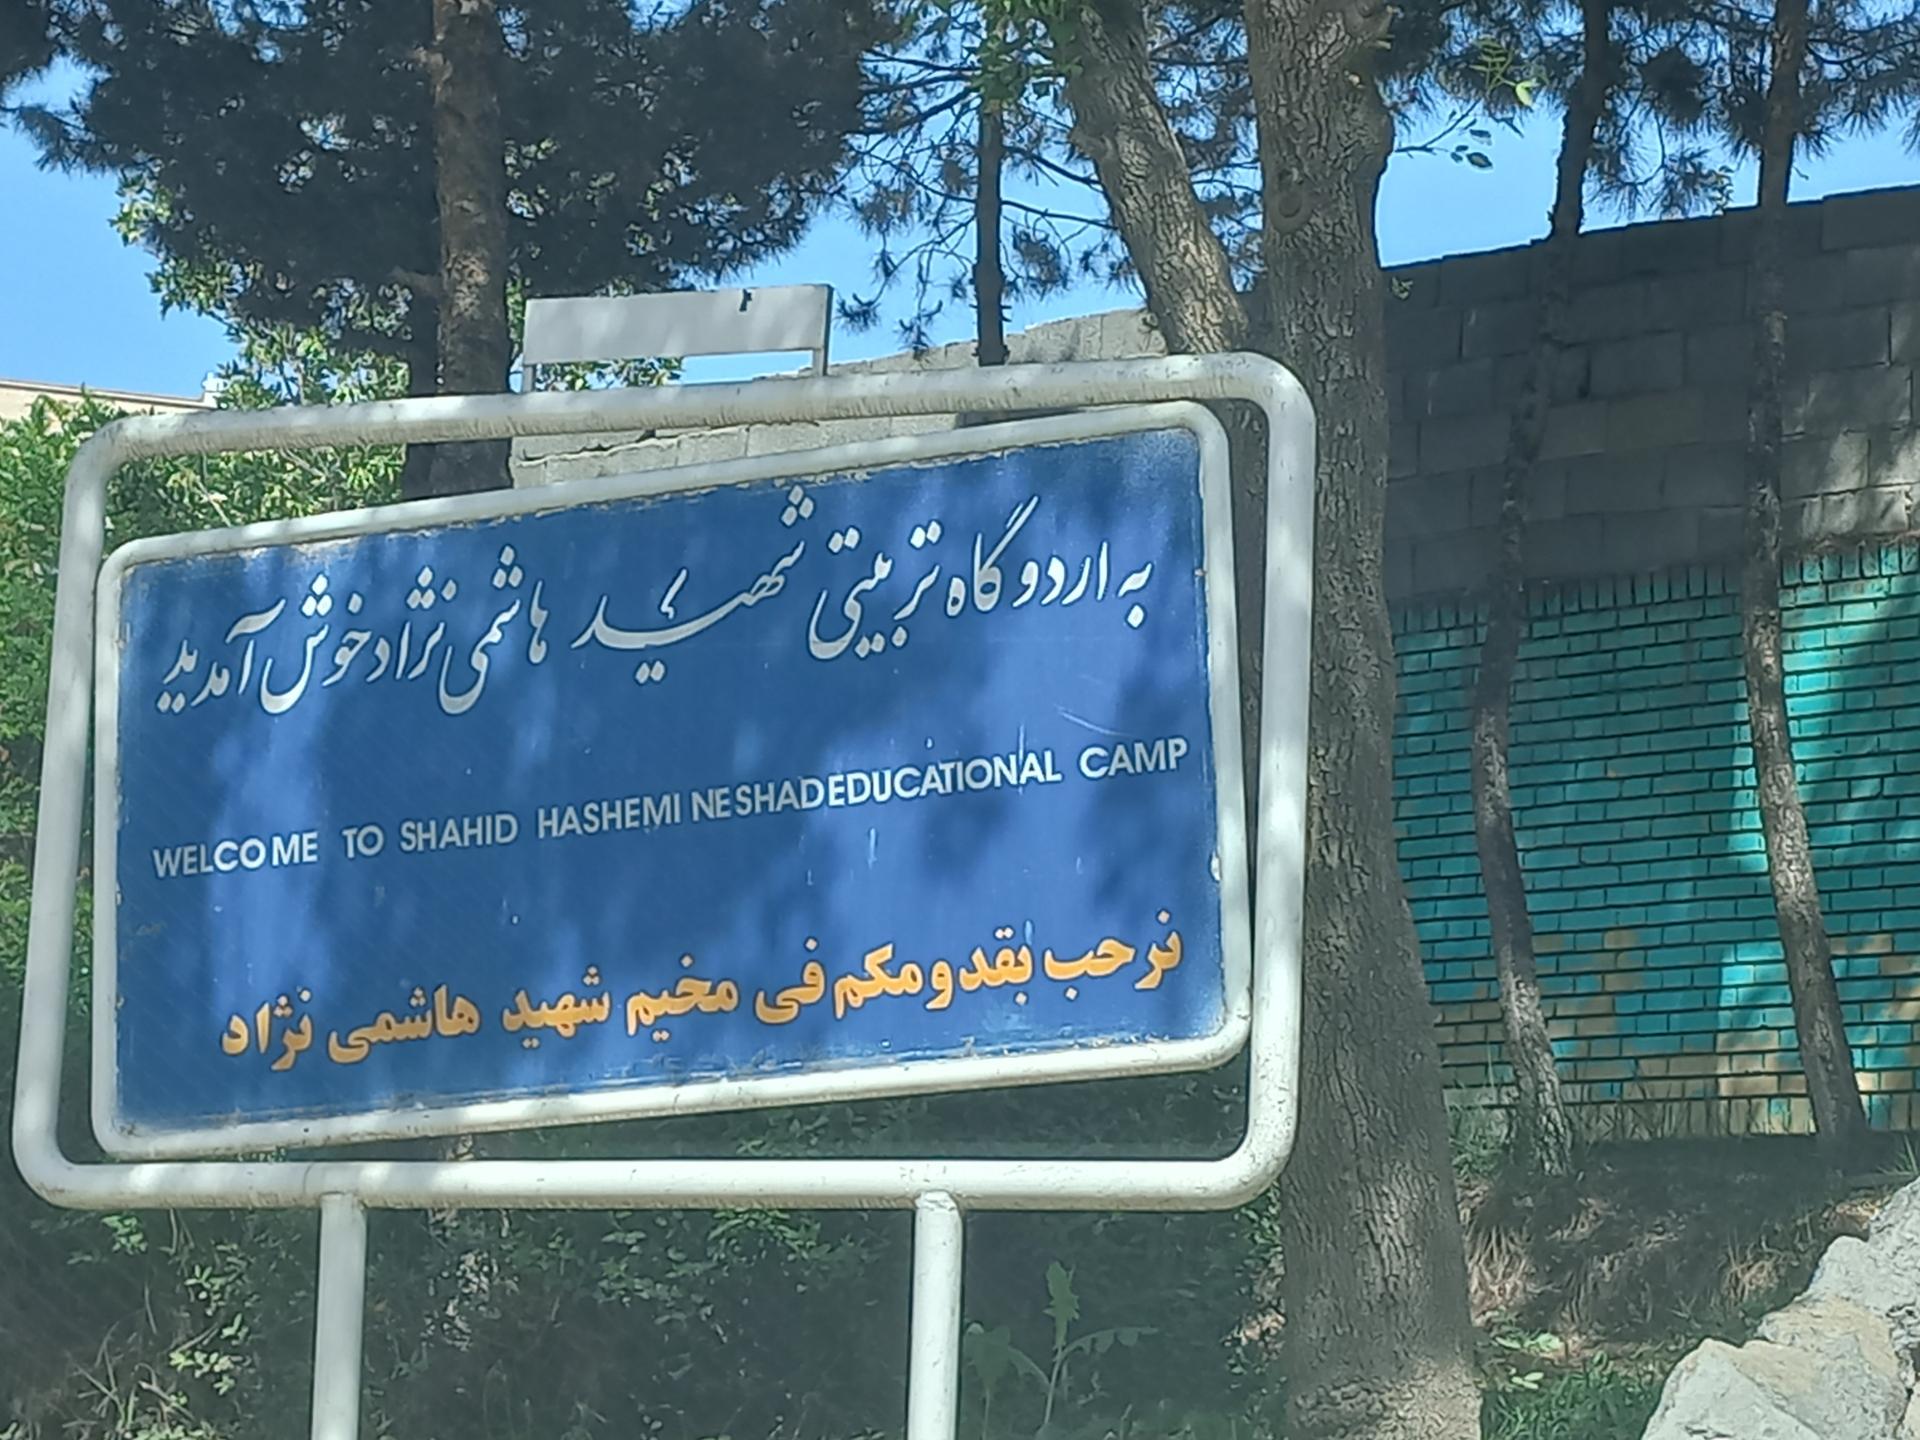 به اردوگاه تربیتی شهید هاشمی نژاد خوش آمدید
WELCOME TO SHAHID HASHEMI NESHADEDUCATIONAL CAMP
نرحب بقدومکم فی مخیم شهید هاشمی نژاد